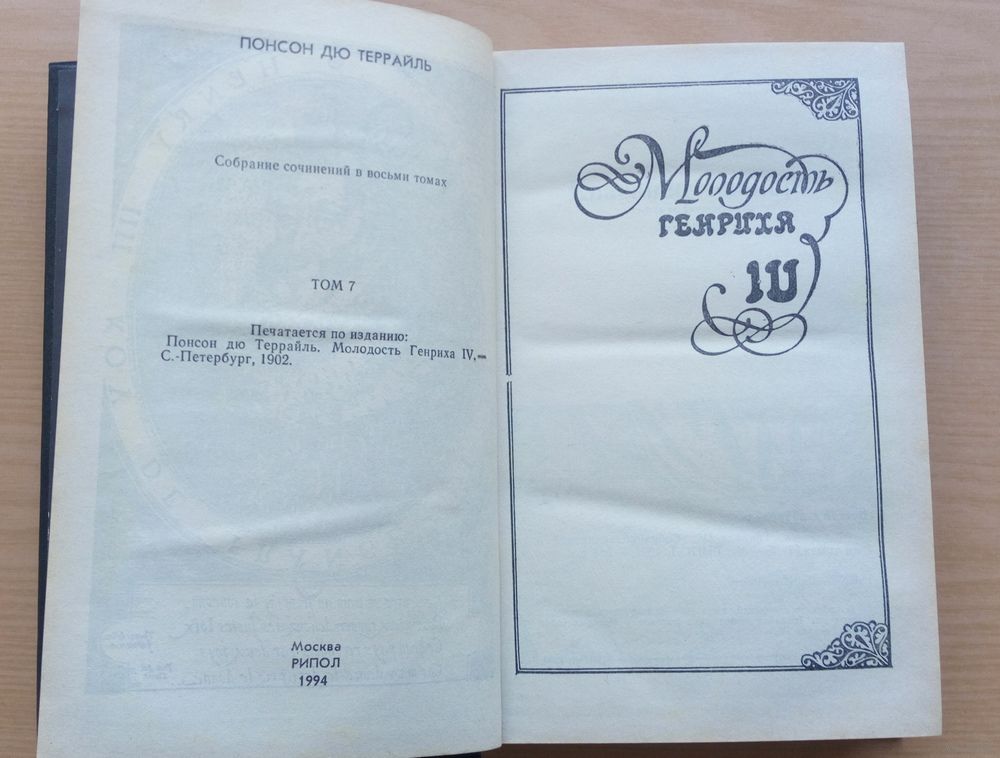 ПОНСОН ДЮ ТЕРРАЙЛЬ
Собрание сочинений в восьми томах
ТОМ 7
Печатается по изданию:
Понсон дю Террайль. Молодость Генриха IV,—
С.-Петербург, 1902.
Москва
РИПОЛ
1994
Молодость
ГЕНРИХА
IV